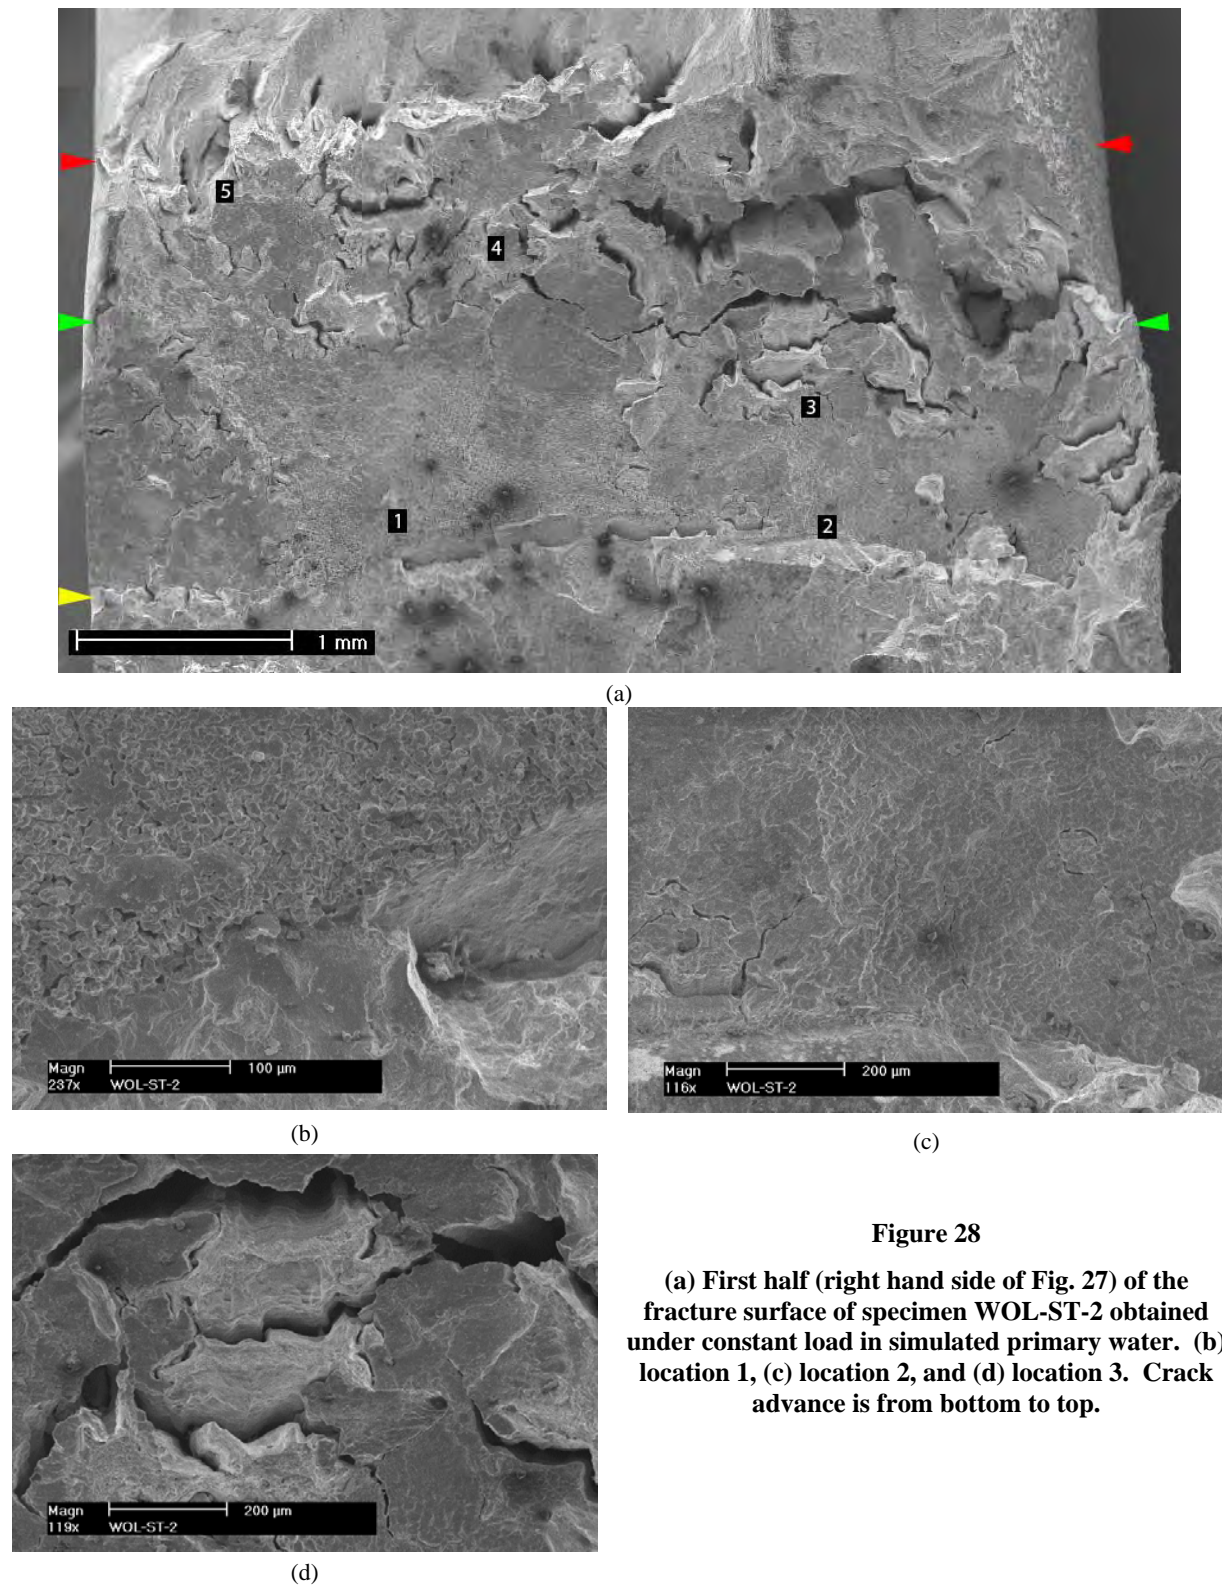 5
4
3
1
2
1 mm
(a)
Magn
100 µm
237x
WOL-ST-2
Magn
200 µm
116x
WOL-ST-2
(b)
(c)
Magn
200 µm
119x
WOL-ST-2
(d)
Figure 28
(a) First half (right hand side of Fig. 27) of the
fracture surface of specimen WOL-ST-2 obtained
under constant load in simulated primary water. (b)
location 1, (c) location 2, and (d) location 3. Crack
advance is from bottom to top.